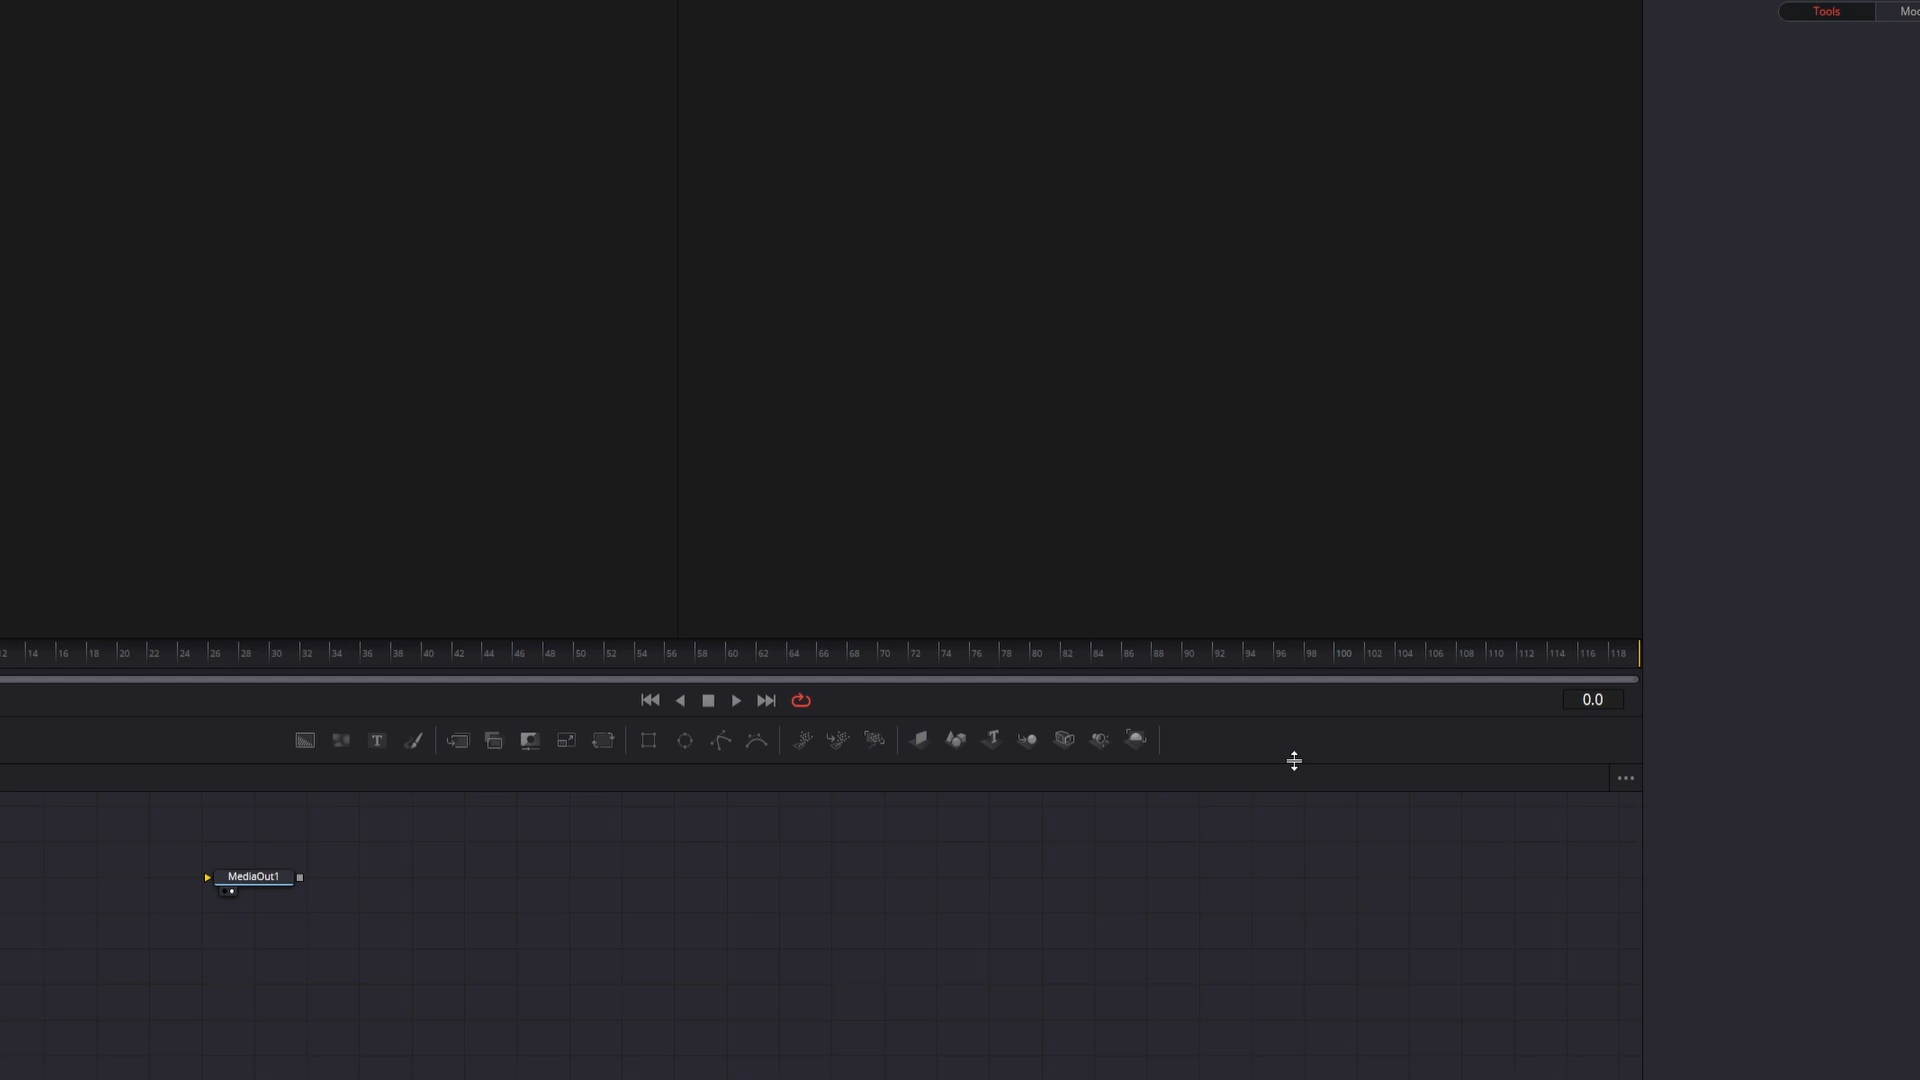 Tools
12 14 16 18 20 22 24 26 28 30 32 34 36 38 40 42 44 46 48 50 52 54 56 58 60 62 64 66 68 70 72 74 76 78 80 82 84 86 88 90 92 94 96 98 100 102 104 106 108 110 112 114 116 118
0.0
T
T
MediaOut1